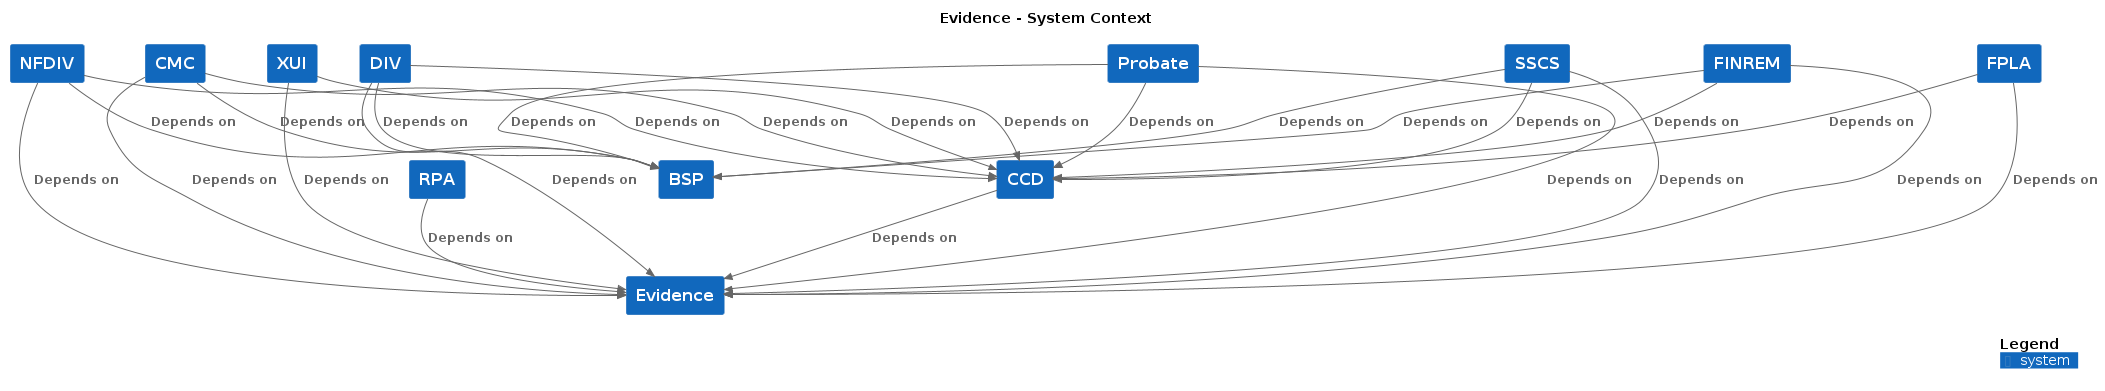 Evidence - System Context
NFDIV
CMC
XUI
DIV
Probate
SSCS
FINREM
FPLA
Depends on
Depends on
Depends on
Depends on
Depends on
Depends on
Depends on
Depends on
Depends on
Depends on
Depends on
Depends on
Depends on
Depends on
RPA
BSP
CCD
Depends on
Depends on
Depends on
Depends on
Depends on
Depends on
Depends on
Depends on
Depends on
Depends on
Evidence
Legend
system